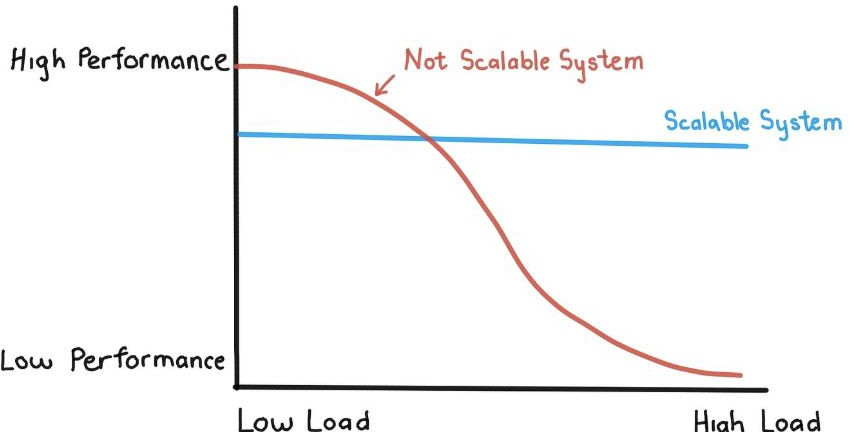 High Performance
Not Scalable System
Scalable System
Low Performance
Low Load
High Load